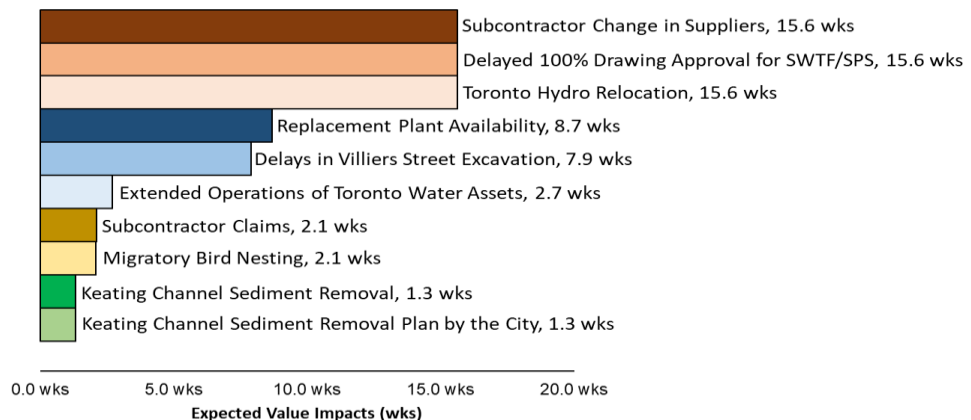 Subcontractor Change in Suppliers, 15.6 wks
Delayed 100% Drawing Approval for SWTF/SPS, 15.6 wks
Toronto Hydro Relocation, 15.6 wks
Replacement Plant Availability, 8.7 wks
Delays in Villiers Street Excavation, 7.9 wks
Extended Operations of Toronto Water Assets, 2.7 wks
Subcontractor Claims, 2.1 wks
Migratory Bird Nesting, 2.1 wks
Keating Channel Sediment Removal, 1.3 wks
Keating Channel Sediment Removal Plan by the City, 1.3 wks
0.0 wks 5.0 wks 10.0 wks 15.0 wks 20.0 wks
Expected Value Impacts (wks)